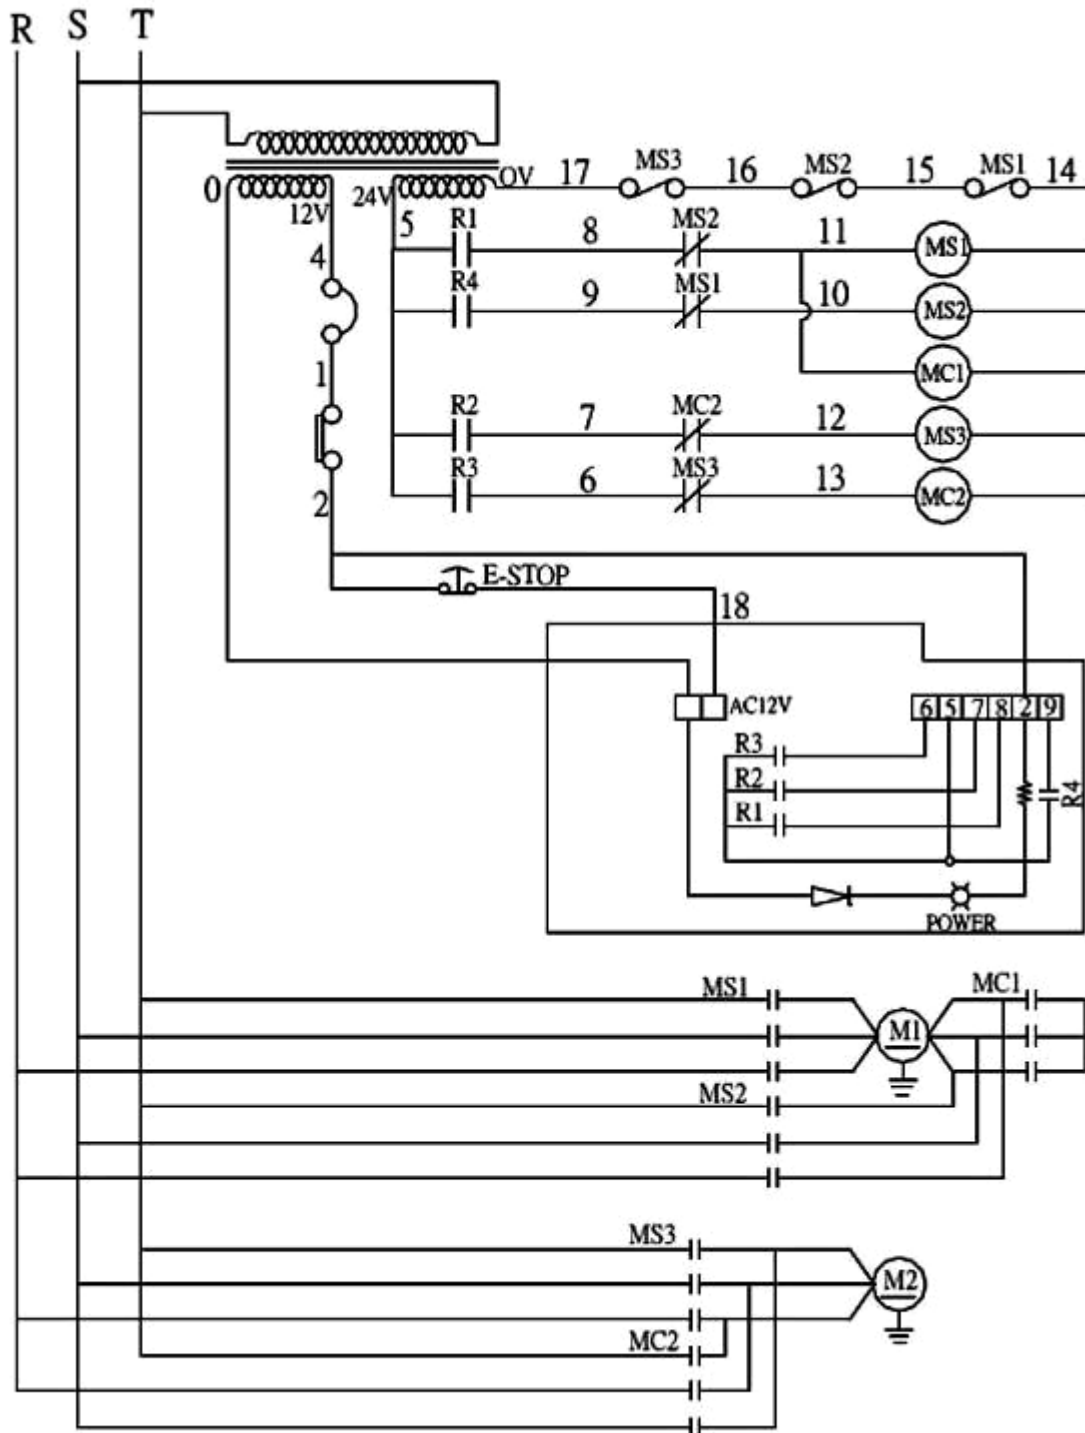 R S T
0 12V 24V OV 17 MS3 16 MS2 15 MS1 14
4 5 R1 8 MS2 11 MS1
R4 9 MS1 10 MS2
1 MC1
R2 7 MC2 12 MS3
2 R3 6 MS3 13 MC2
E-STOP
18
AC12V 6 5 7 8 2 9
R3
R2 R4
R1
POWER
MS1 M1 MC1
MS2
MS3
M2
MC2